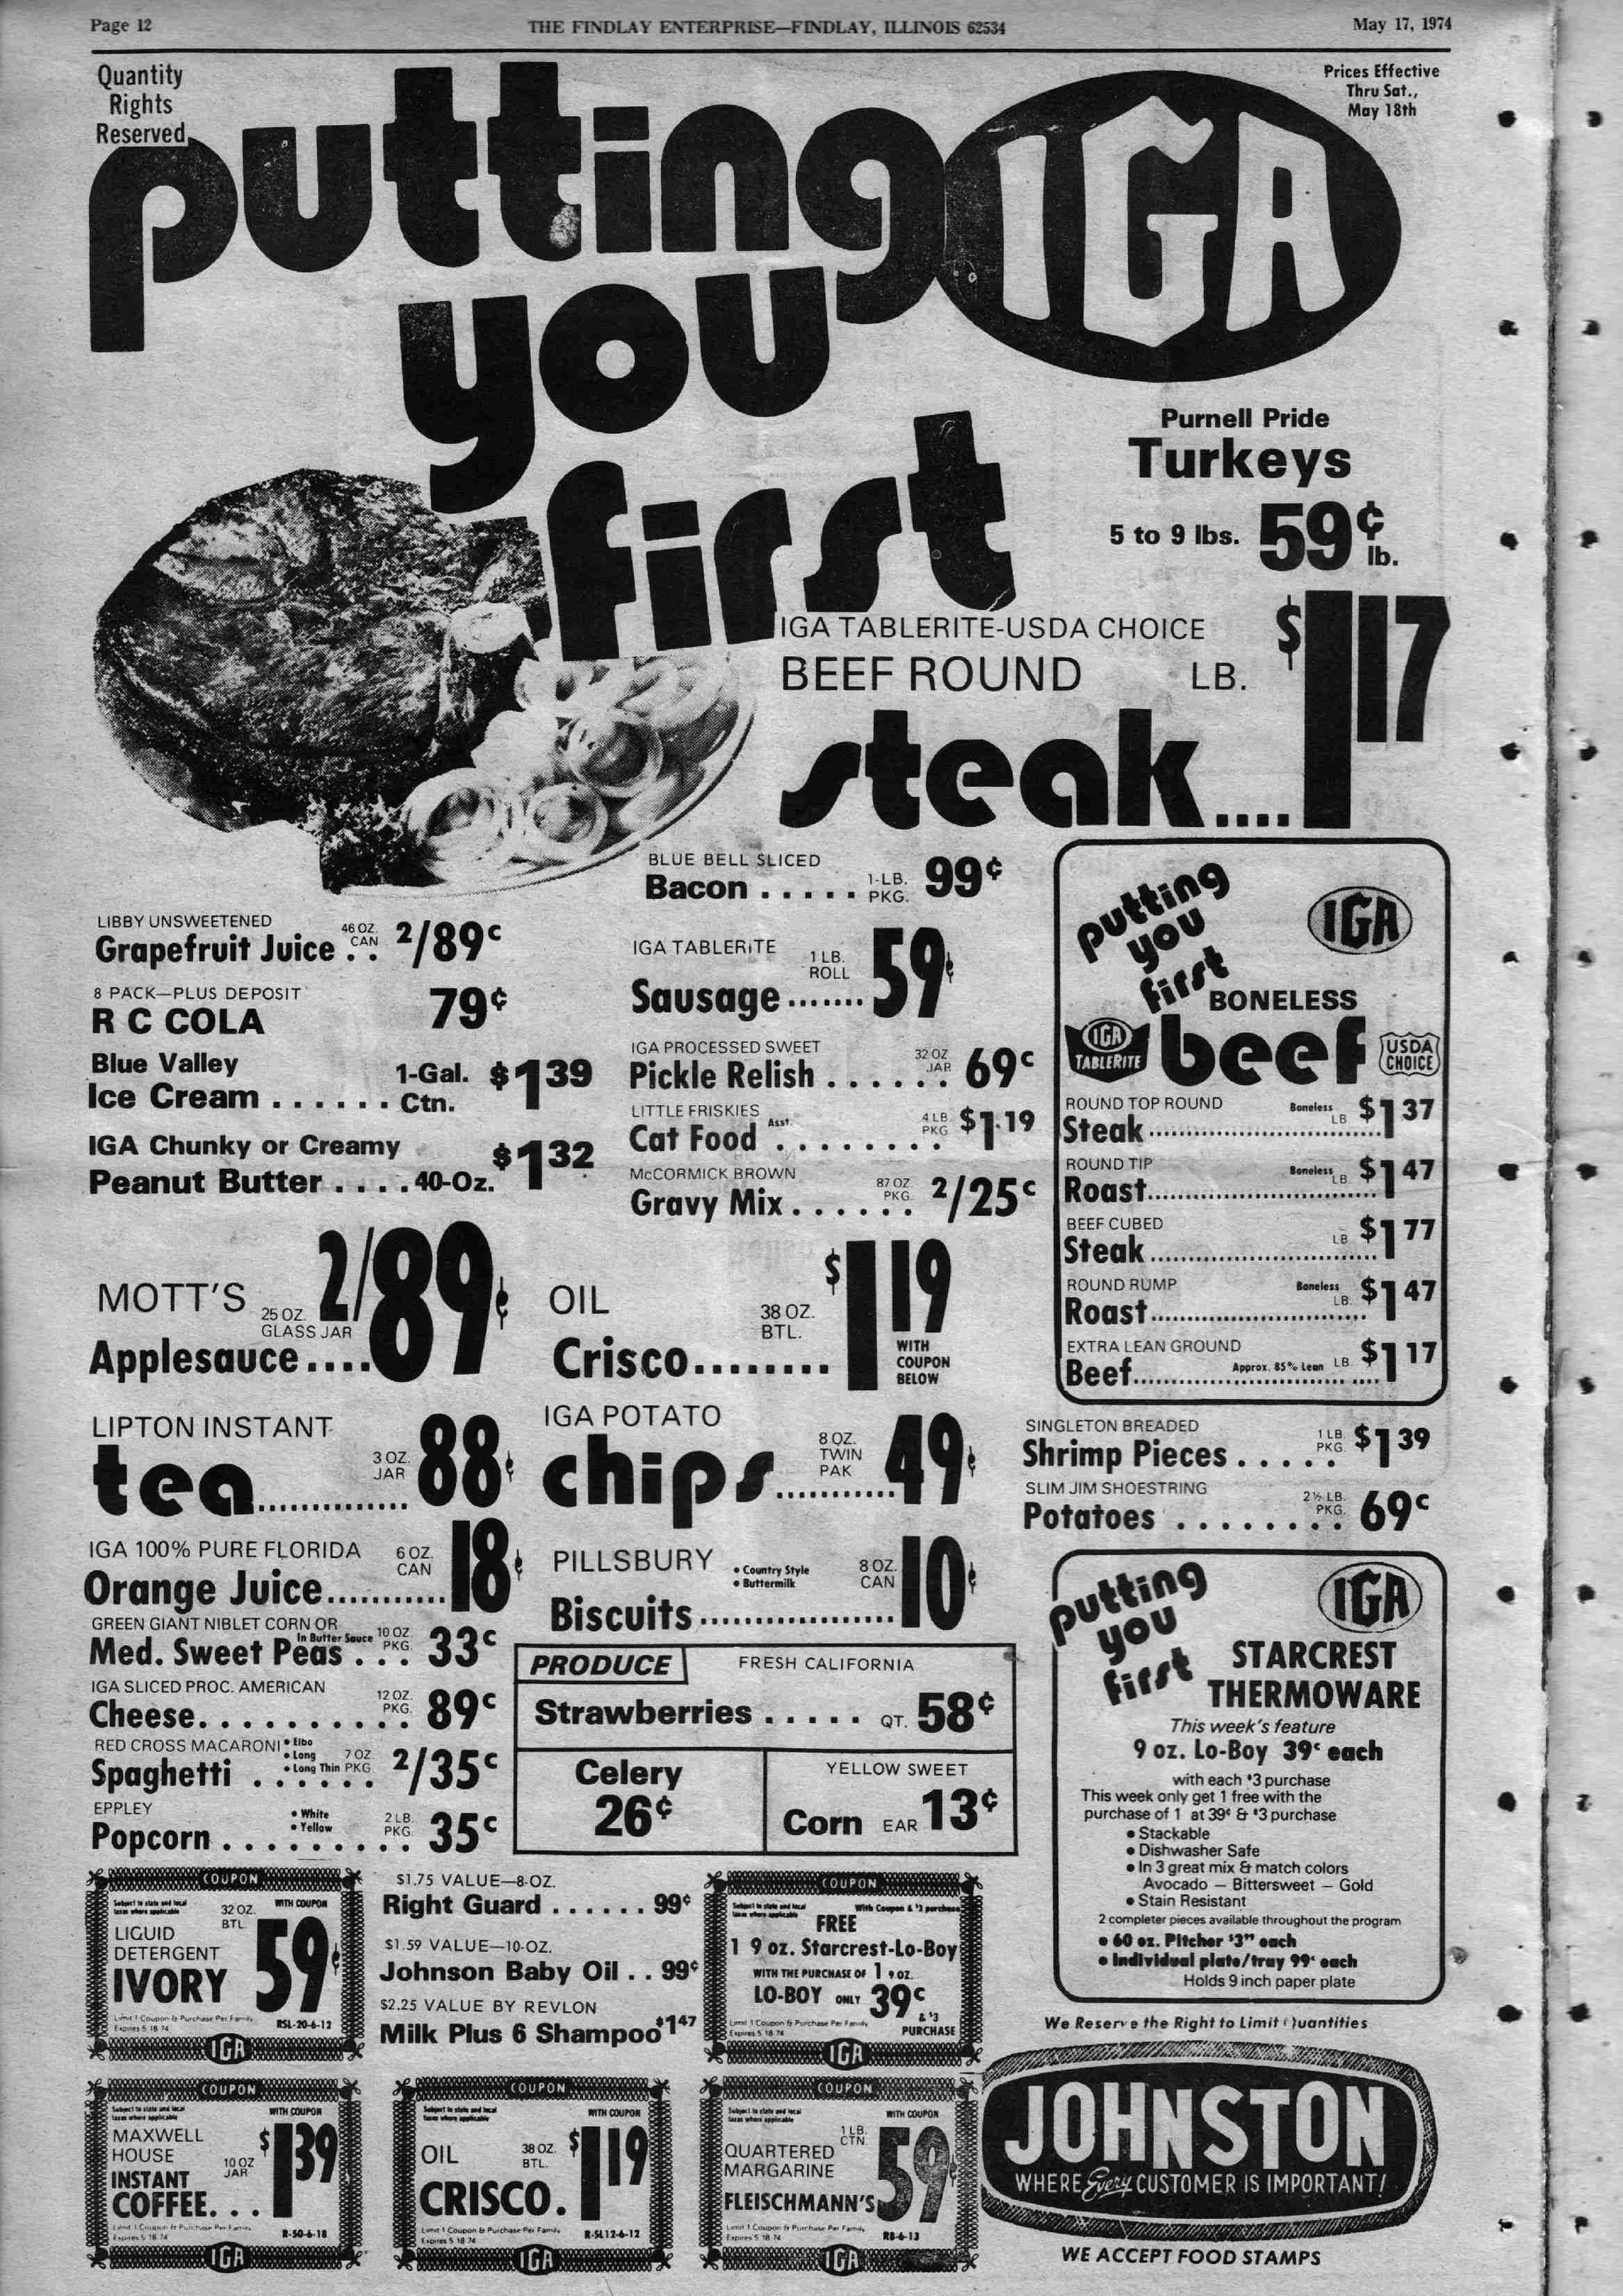 Page 12
THE FINDLAY ENTERPRISE—FINDLAY, ILLINOIS 62534
May 17, 1974
Quantity
Rights
Reserved
Prices Effective
Thru Sat.,
May 18th
putting
you
first
IGA
Purnell Pride
Turkeys
5 to 9 lbs. 59¢ lb.
IGA TABLERITE-USDA CHOICE
BEEF ROUND LB.
steak.... $1 17
BLUE BELL SLICED
Bacon ..... 1-LB. PKG. 99¢
LIBBY UNSWEETENED
Grapefruit Juice .. 46 OZ. CAN 2/89c
8 PACK—PLUS DEPOSIT
R C COLA 79¢
Blue Valley
Ice Cream ...... 1-Gal. Ctn. $1 39
IGA Chunky or Creamy
Peanut Butter ....40-Oz. $1 32
IGA TABLERITE
Sausage ....... 1 LB. ROLL 59¢
IGA PROCESSED SWEET
Pickle Relish ...... 32 OZ. JAR 69c
LITTLE FRISKIES
Cat Food Asst. ........ 4 LB. PKG. $1.19
McCORMICK BROWN
Gravy Mix ...... 87 OZ. PKG. 2/25c
putting
you
first
IGA
BONELESS
IGA TABLERITE
beef
USDA CHOICE
ROUND TOP ROUND
Steak Boneless LB $1 37
ROUND TIP
Roast Boneless LB. $1 47
BEEF CUBED
Steak LB $1 77
ROUND RUMP
Roast Boneless LB. $1 47
EXTRA LEAN GROUND
Beef Approx. 85% Lean LB $1 17
MOTT'S
25 OZ.
GLASS JAR
Applesauce.... 2/89¢
OIL
Crisco........ 38 OZ. BTL. $1 19
WITH
COUPON
BELOW
LIPTON INSTANT
tea 3 OZ. JAR 88¢
IGA POTATO
chips 8 OZ. TWIN PAK 49¢
SINGLETON BREADED
Shrimp Pieces ..... 1 LB. PKG. $1 39
SLIM JIM SHOESTRING
Potatoes ........ 2½ LB. PKG. 69c
IGA 100% PURE FLORIDA
Orange Juice 6 OZ. CAN 18¢
PILLSBURY
• Country Style
• Buttermilk
Biscuits 8 OZ. CAN 10¢
GREEN GIANT NIBLET CORN OR
Med. Sweet Peas In Butter Sauce ... 10 OZ. PKG. 33c
IGA SLICED PROC. AMERICAN
Cheese.......... 12 OZ. PKG. 89c
RED CROSS MACARONI • Elbo
• Long
• Long Thin
Spaghetti ...... 7 OZ. PKG. 2/35c
EPPLEY
• White
• Yellow
Popcorn ......... 2 LB. PKG. 35c
PRODUCE
FRESH CALIFORNIA
Strawberries ..... QT. 58¢
Celery
26¢
YELLOW SWEET
Corn EAR 13¢
putting
you
first
IGA
STARCREST
THERMOWARE
This week's feature
9 oz. Lo-Boy 39c each
with each $3 purchase
This week only get 1 free with the
purchase of 1 at 39¢ & $3 purchase
• Stackable
• Dishwasher Safe
• In 3 great mix & match colors
Avocado — Bittersweet — Gold
• Stain Resistant
2 completer pieces available throughout the program
• 60 oz. Pitcher $3 each
• Individual plate/tray 99c each
Holds 9 inch paper plate
We Reserve the Right to Limit Quantities
COUPON
Subject to state and local
taxes where applicable
WITH COUPON
32 OZ.
BTL.
LIQUID
DETERGENT
IVORY 59¢
Limit 1 Coupon & Purchase Per Family
Expires 5 18 74
RSL-20-6-12
IGA
$1.75 VALUE—8-OZ.
Right Guard ...... 99¢
$1.59 VALUE—10-OZ.
Johnson Baby Oil .. 99¢
$2.25 VALUE BY REVLON
Milk Plus 6 Shampoo $1 47
COUPON
Subject to state and local
taxes where applicable
With Coupon & $3 purchase
FREE
1 9 oz. Starcrest-Lo-Boy
WITH THE PURCHASE OF 1 9 OZ.
LO-BOY ONLY 39c
& $3
PURCHASE
Limit 1 Coupon & Purchase Per Family
Expires 5 18 74
IGA
COUPON
Subject to state and local
taxes where applicable
WITH COUPON
MAXWELL
HOUSE
INSTANT
COFFEE... 10 OZ JAR $1 39
Limit 1 Coupon & Purchase Per Family
Expires 5 18 74
R-50-6-18
IGA
COUPON
Subject to state and local
taxes where applicable
WITH COUPON
OIL
38 OZ.
BTL.
CRISCO. $1 19
Limit 1 Coupon & Purchase Per Family
Expires 5 18 74
R-SL12-6-12
IGA
COUPON
Subject to state and local
taxes where applicable
WITH COUPON
1 LB.
CTN.
QUARTERED
MARGARINE
FLEISCHMANN'S 59¢
Limit 1 Coupon & Purchase Per Family
Expires 5 18 74
RB-6-13
IGA
JOHNSTON
WHERE Every CUSTOMER IS IMPORTANT!
WE ACCEPT FOOD STAMPS